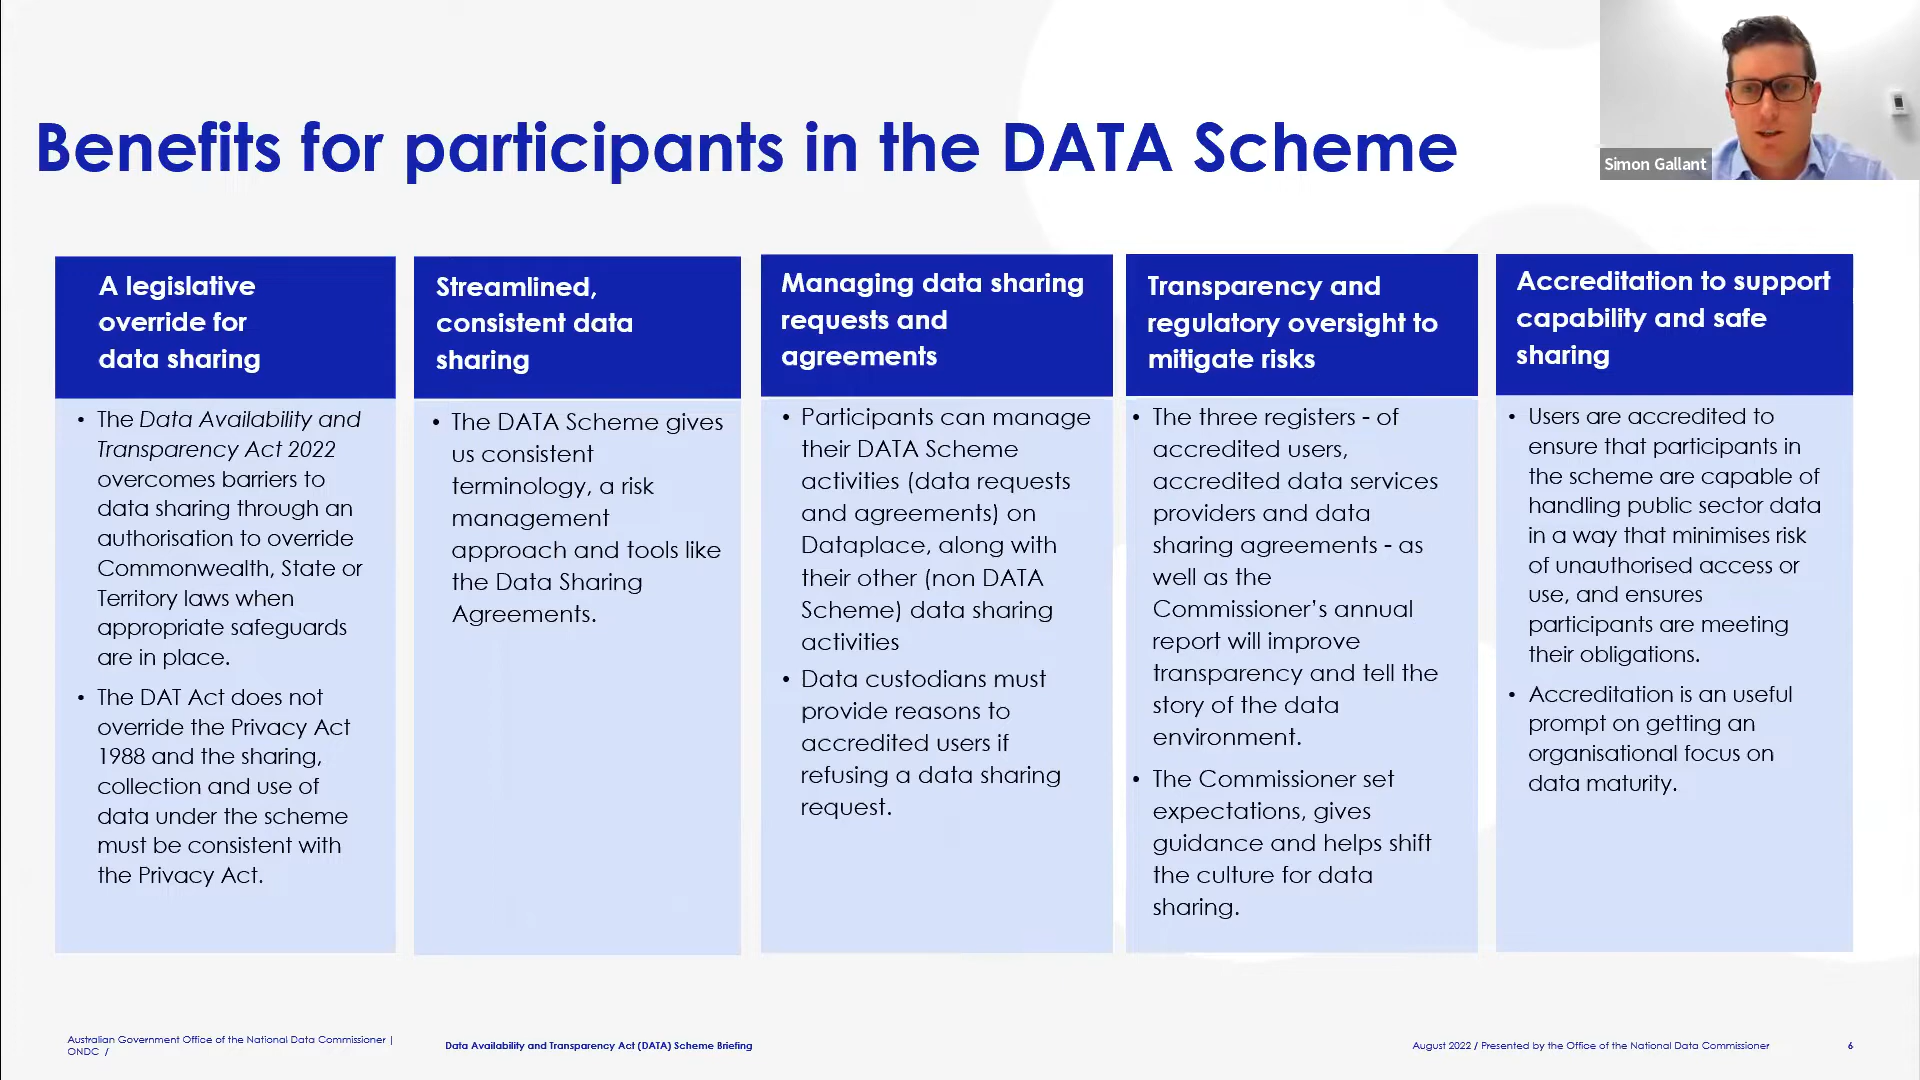 Benefits for participants in the DATA Scheme
Simon Gallant
A legislative
override for
data sharing
• The Data Availability and
Transparency Act 2022
overcomes barriers to
data sharing through an
authorisation to override
Commonwealth, State or
Territory laws when
appropriate safeguards
are in place.
• The DAT Act does not
override the Privacy Act
1988 and the sharing,
collection and use of
data under the scheme
must be consistent with
the Privacy Act.
Streamlined,
consistent data
sharing
• The DATA Scheme gives
us consistent
terminology, a risk
management
approach and tools like
the Data Sharing
Agreements.
Managing data sharing
requests and
agreements
• Participants can manage
their DATA Scheme
activities (data requests
and agreements) on
Dataplace, along with
their other (non DATA
Scheme) data sharing
activities
• Data custodians must
provide reasons to
accredited users if
refusing a data sharing
request.
Transparency and
regulatory oversight to
mitigate risks
• The three registers - of
accredited users,
accredited data services
providers and data
sharing agreements - as
well as the
Commissioner's annual
report will improve
transparency and tell the
story of the data
environment.
• The Commissioner set
expectations, gives
guidance and helps shift
the culture for data
sharing.
Accreditation to support
capability and safe
sharing
• Users are accredited to
ensure that participants in
the scheme are capable of
handling public sector data
in a way that minimises risk
of unauthorised access or
use, and ensures
participants are meeting
their obligations.
• Accreditation is an useful
prompt on getting an
organisational focus on
data maturity.
Australian Government Office of the National Data Commissioner |
ONDC /
Data Availability and Transparency Act (DATA) Scheme Briefing
August 2022 / Presented by the Office of the National Data Commissioner
6